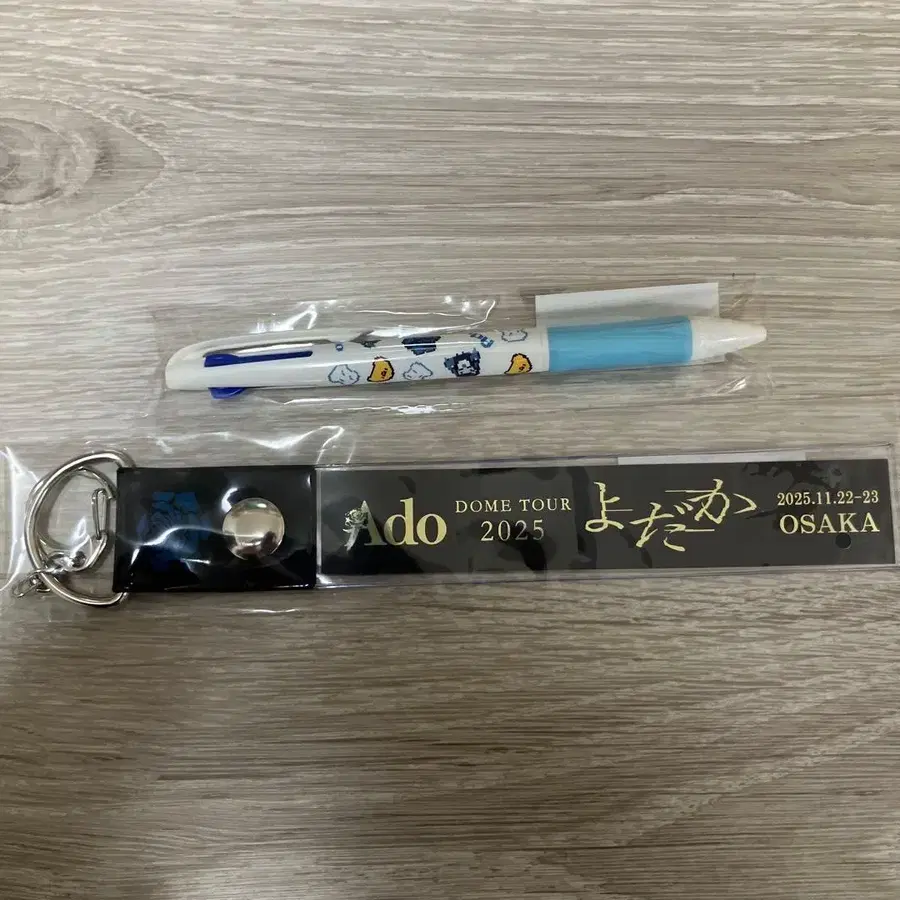 Ado
DOME TOUR
2025
よだか
2025.11.22-23
OSAKA